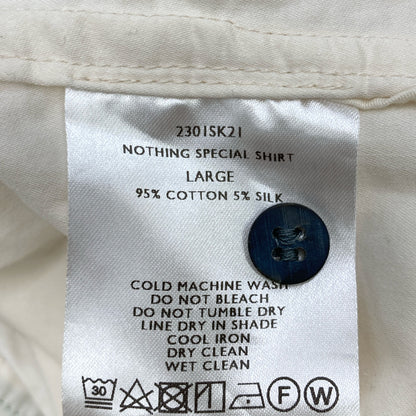 2301SK21
NOTHING SPECIAL SHIRT
LARGE
95% COTTON 5% SILK
COLD MACHINE WASH
DO NOT BLEACH
DO NOT TUMBLE DRY
LINE DRY IN SHADE
COOL IRON
DRY CLEAN
WET CLEAN
30 F W